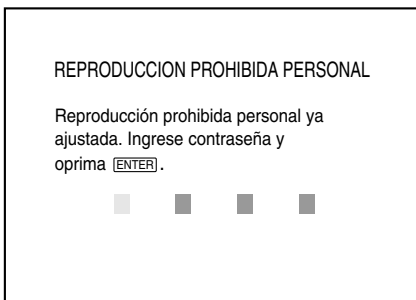 REPRODUCCION PROHIBIDA PERSONAL
Reproducción prohibida personal ya
ajustada. Ingrese contraseña y
oprima ENTER.